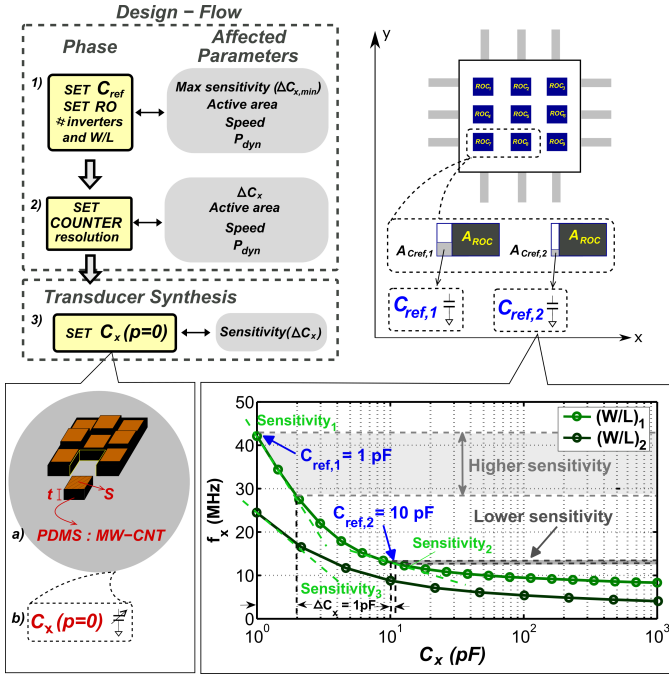 Design – Flow
Phase
Affected
Parameters
1)
SET Cref
SET RO
# inverters
and W/L
Max sensitivity (ΔCx,min)
Active area
Speed
Pdyn
2)
SET
COUNTER
resolution
ΔCx
Active area
Speed
Pdyn
Transducer Synthesis
3)
SET Cx (p=0)
Sensitivity(ΔCx)
t
S
PDMS : MW−CNT
a)
b)
Cx (p=0)
y
ROC1 ROC2 ROC3
ROC4 ROC5 ROC6
ROC7 ROC8 ROC9
ACref,1
AROC
ACref,2
AROC
Cref,1
Cref,2
x
50
40
30
20
10
0
fx (MHz)
Sensitivity1
Cref,1 = 1 pF
(W/L)1
(W/L)2
Higher sensitivity
Cref,2 = 10 pF
Lower sensitivity
Sensitivity2
Sensitivity3
ΔCx = 1pF
10^0
10^1
10^2
10^3
Cx (pF)